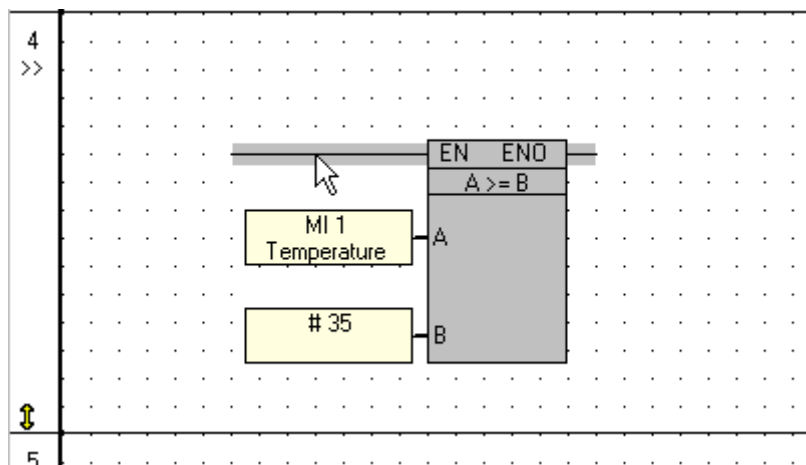 4
>>
EN ENO
A >= B
MI 1
Temperature
A
# 35
B
5